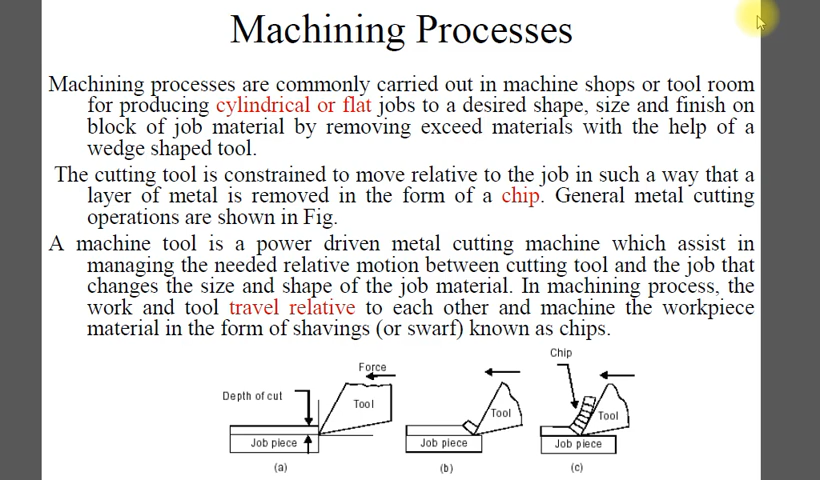 Machining Processes
Machining processes are commonly carried out in machine shops or tool room
for producing cylindrical or flat jobs to a desired shape, size and finish on
block of job material by removing exceed materials with the help of a
wedge shaped tool.
The cutting tool is constrained to move relative to the job in such a way that a
layer of metal is removed in the form of a chip. General metal cutting
operations are shown in Fig.
A machine tool is a power driven metal cutting machine which assist in
managing the needed relative motion between cutting tool and the job that
changes the size and shape of the job material. In machining process, the
work and tool travel relative to each other and machine the workpiece
material in the form of shavings (or swarf) known as chips.
Force
Depth of cut
Tool
Job piece
(a)
Tool
Job piece
(b)
Chip
Tool
Job piece
(c)